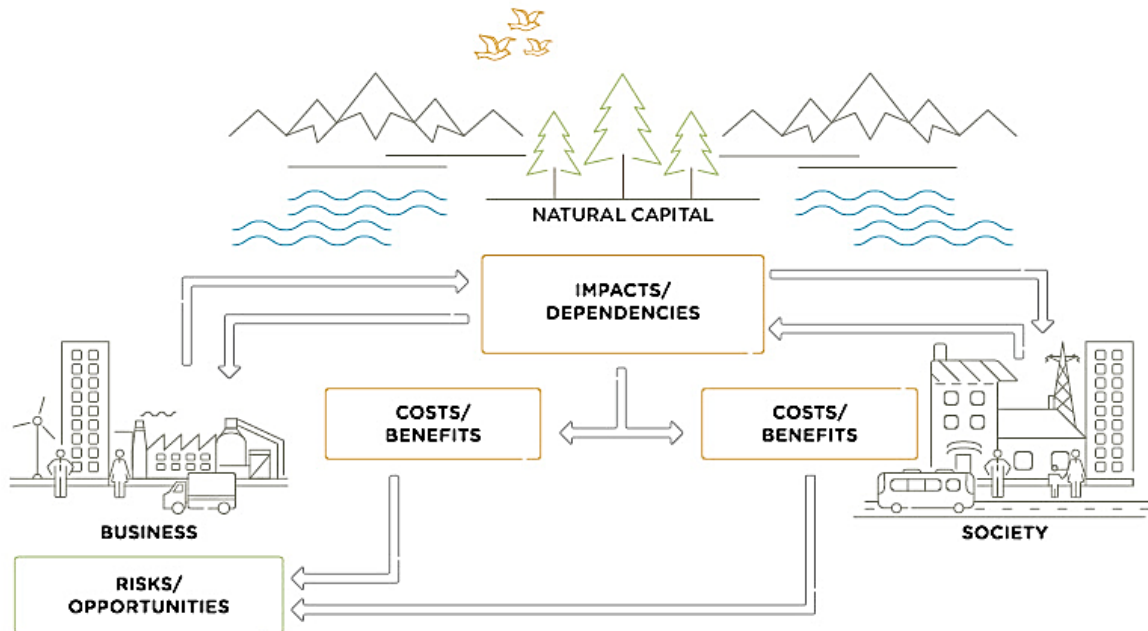 NATURAL CAPITAL
IMPACTS/
DEPENDENCIES
COSTS/
BENEFITS
COSTS/
BENEFITS
BUSINESS
SOCIETY
RISKS/
OPPORTUNITIES